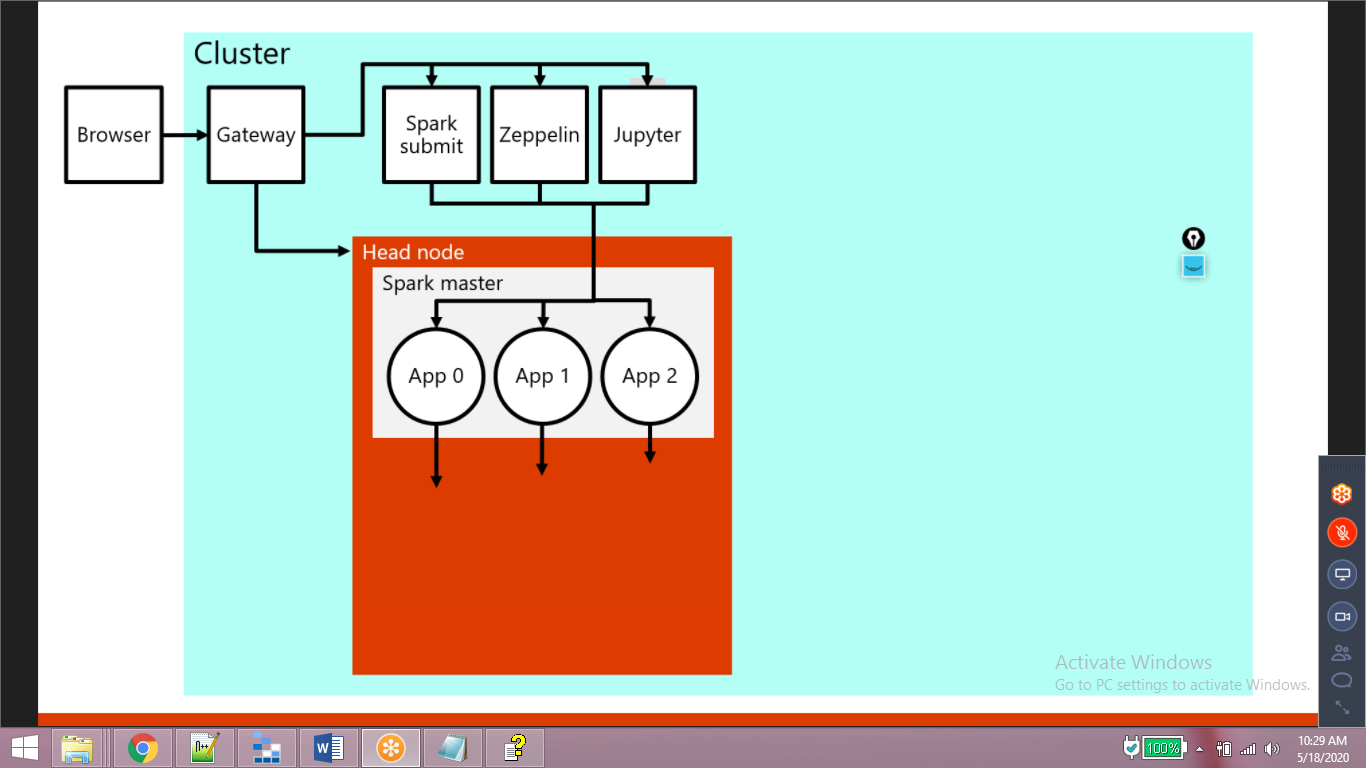 Cluster
Browser
Gateway
Spark
submit
Zeppelin
Jupyter
Head node
Spark master
App 0
App 1
App 2
Activate Windows
Go to PC settings to activate Windows.
100%
10:29 AM
5/18/2020